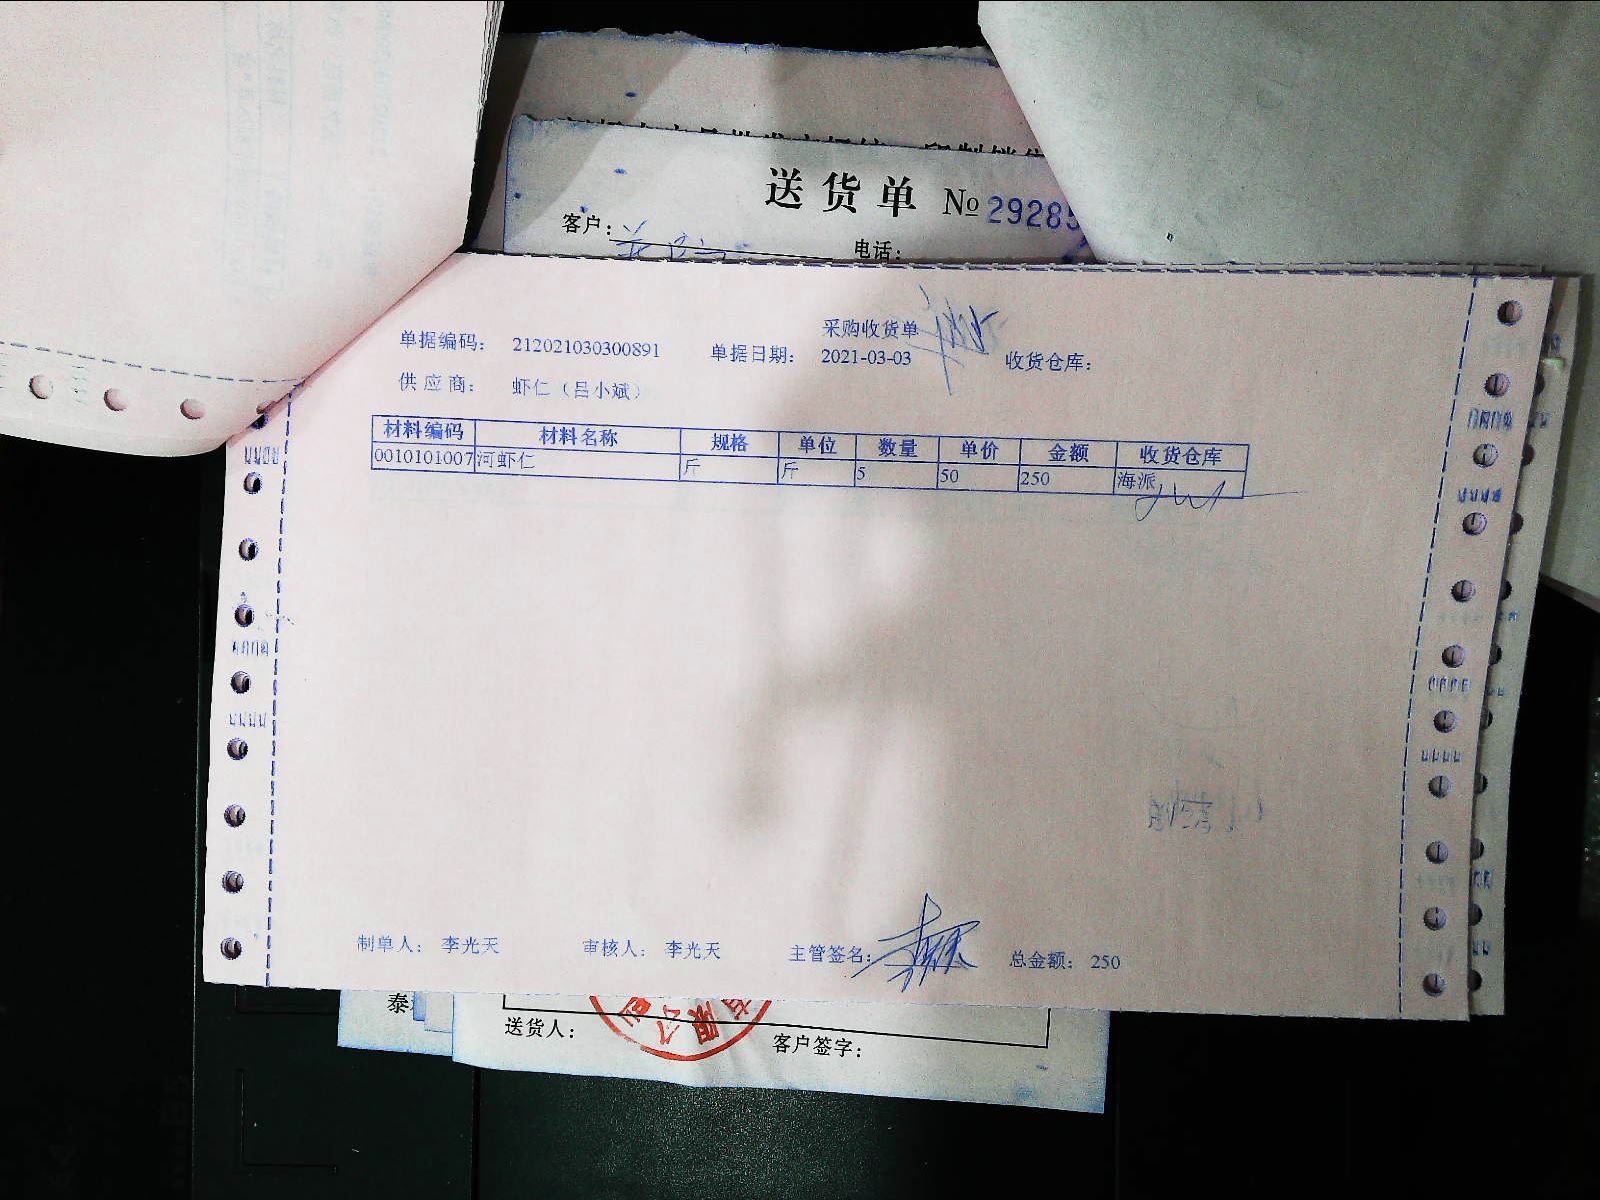 送货单 № 29285
客户：
电话：
采购收货单
单据编码： 212021030300891 单据日期： 2021-03-03 收货仓库：
供应商： 虾仁（吕小斌）
材料编码 材料名称 规格 单位 数量 单价 金额 收货仓库
0010101007 河虾仁 斤 斤 5 50 250 海派
制单人： 李光天 审核人： 李光天 主管签名： 总金额： 250
泰
送货人：
客户签字：